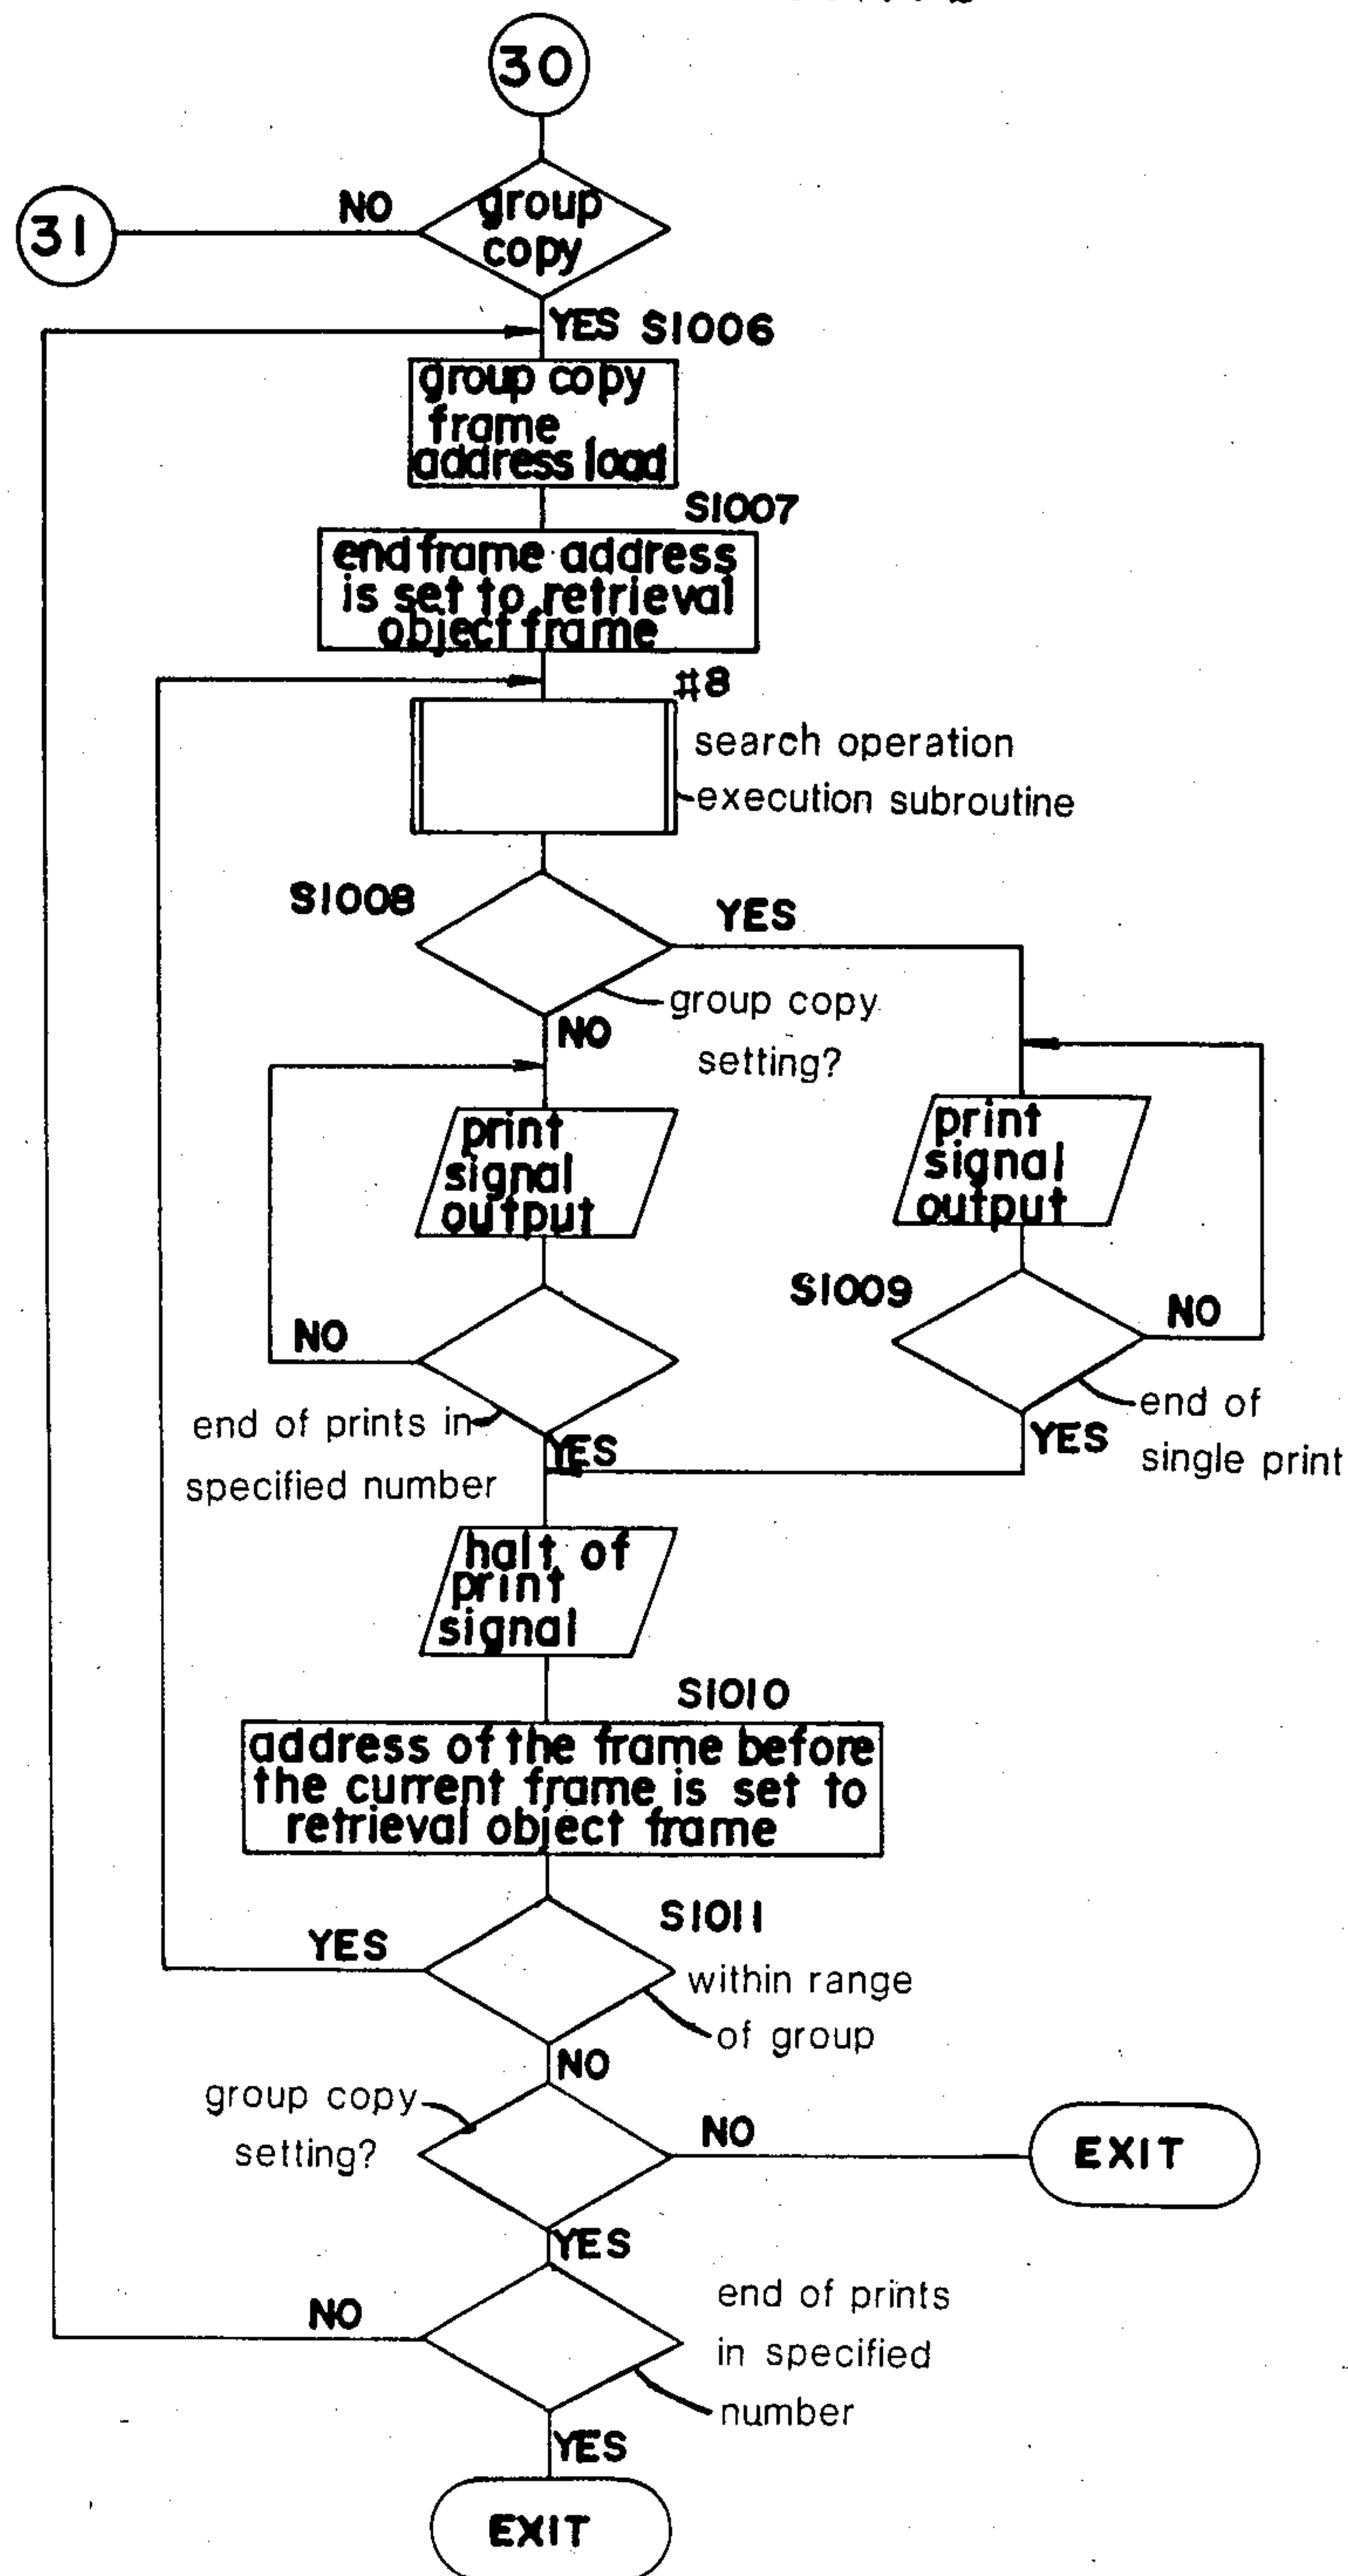 30
31
NO
group
copy
YES S1006
group copy
frame
address load
S1007
end frame address
is set to retrieval
object frame
#8
search operation
execution subroutine
S1008
YES
group copy
setting?
NO
print
signal
output
print
signal
output
S1009
NO
NO
end of prints in
specified number
YES
YES
end of
single print
halt of
print
signal
S1010
address of the frame before
the current frame is set to
retrieval object frame
S1011
YES
within range
of group
NO
group copy
setting?
NO
EXIT
YES
NO
end of prints
in specified
number
YES
EXIT